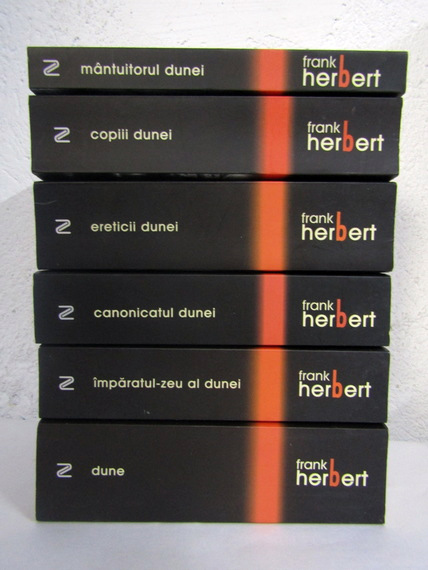 mântuitorul dunei
frank
herbert
copiii dunei
frank
herbert
ereticii dunei
frank
herbert
canonicatul dunei
frank
herbert
împăratul-zeu al dunei
frank
herbert
dune
frank
herbert